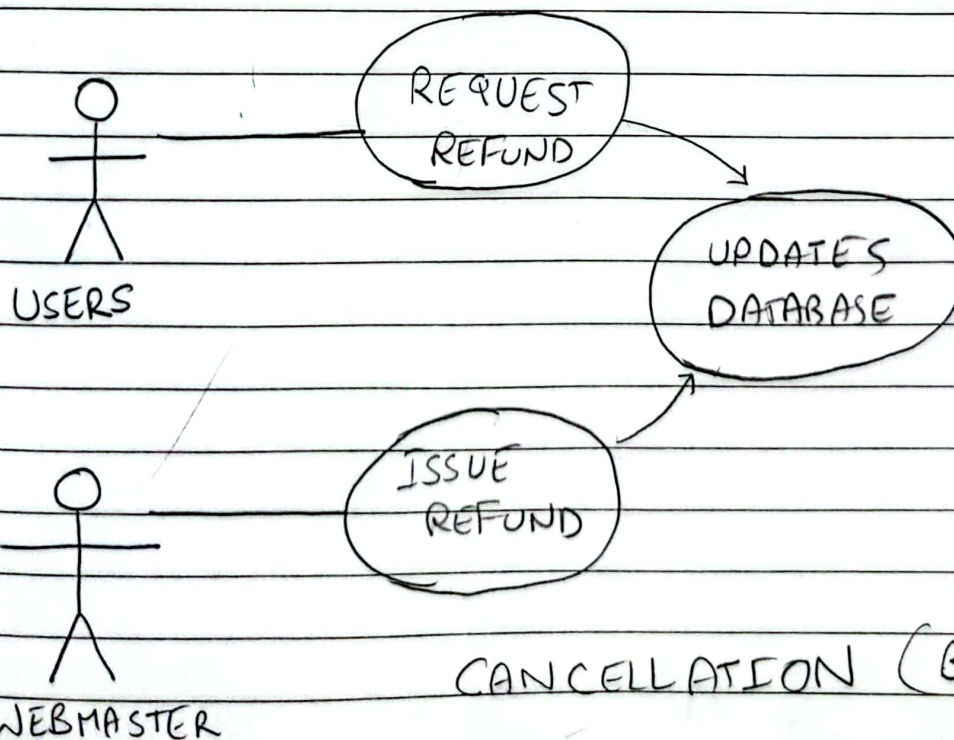 REQUEST
REFUND
UPDATES
DATABASE
USERS
ISSUE
REFUND
CANCELLATION (
WEBMASTER